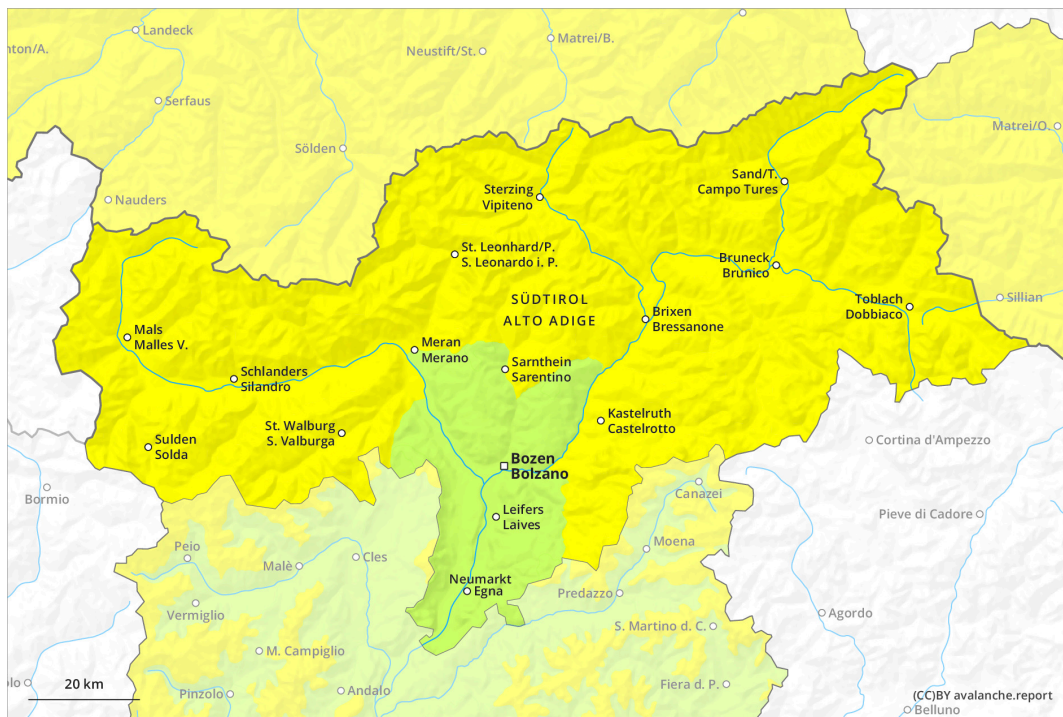 Landeck
Matrei/B.
Neustift/St.
nton/A.
Serfaus
Matrei/O.
Sölden
Nauders
Sand/T.
Campo Tures
Sterzing
Vipiteno
St. Leonhard/P.
S. Leonardo i. P.
Bruneck
Brunico
SÜDTIROL
ALTO ADIGE
Toblach
Dobbiaco
Sillian
Brixen
Bressanone
Mals
Malles V.
Meran
Merano
Sarnthein
Sarentino
Schlanders
Silandro
Kastelruth
Castelrotto
St. Walburg
S. Valburga
Sulden
Solda
Cortina d'Ampezzo
Bozen
Bolzano
Bormio
Canazei
Leifers
Laives
Pieve di Cadore
Moena
Peio
Malè
Cles
Neumarkt
Egna
Predazzo
Vermiglio
Agordo
S. Martino d. C.
M. Campiglio
20 km
olo
Pinzolo
Andalo
Fiera d. P.
(CC)BY avalanche.report
Belluno